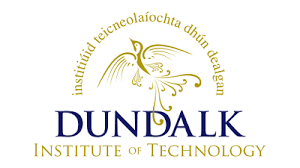 institiúid teicneolaíochta dhún dealgan
DUNDALK
INSTITUTE OF TECHNOLOGY